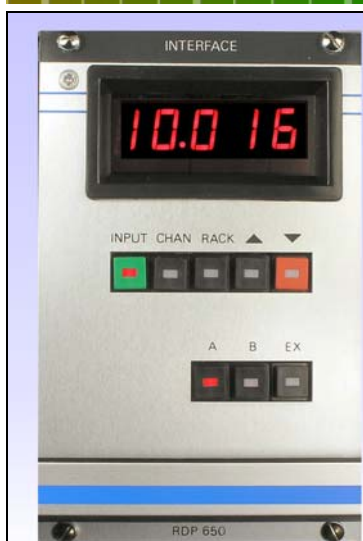 INTERFACE
10.016
INPUT CHAN RACK ▲ ▼
A B EX
RDP 650